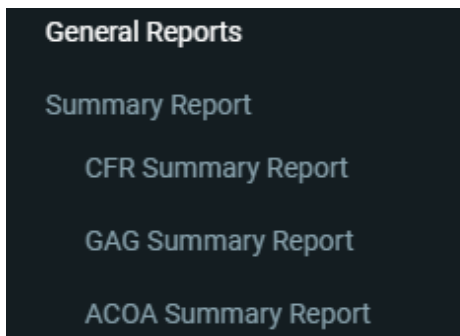 General Reports
Summary Report
CFR Summary Report
GAG Summary Report
ACOA Summary Report